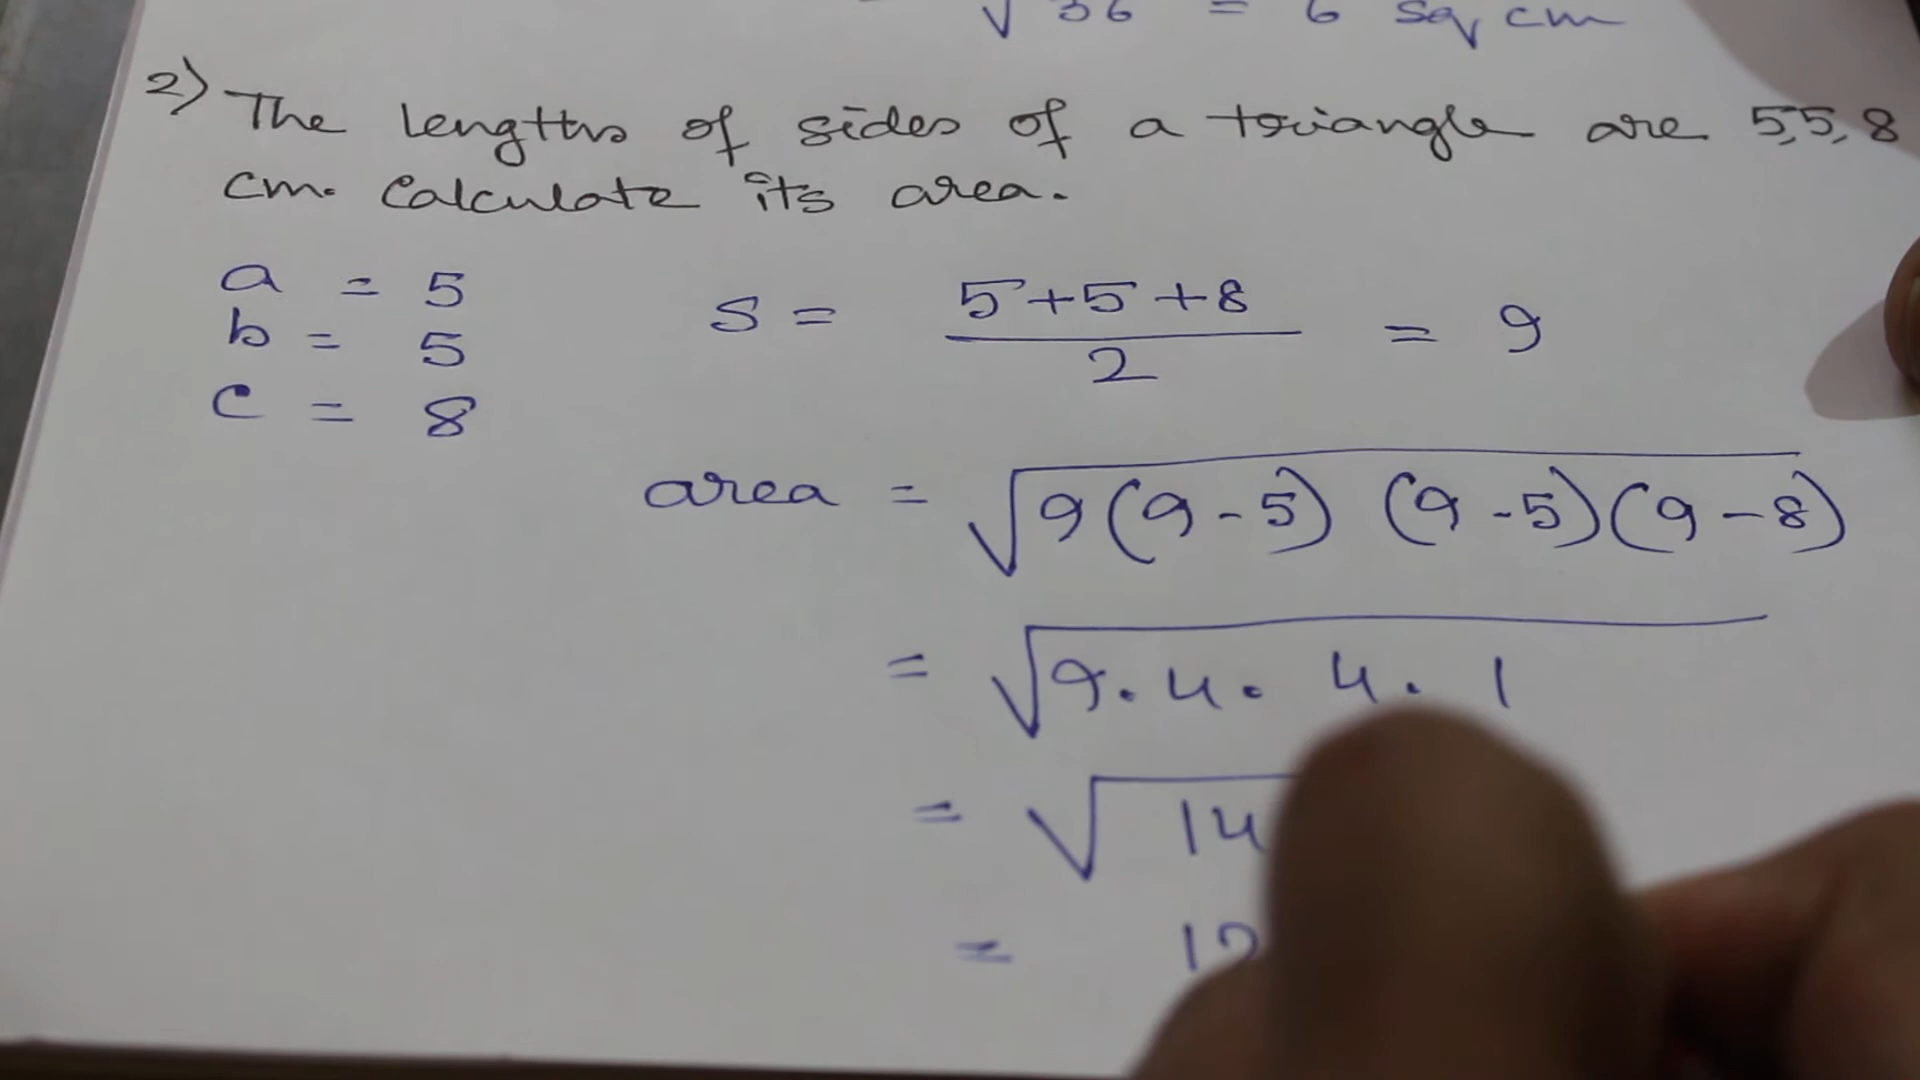 √36 = 6 sq cm
2) The lengths of sides of a triangle are 5,5,8
cm. Calculate its area.
a = 5
b = 5
c = 8
s = 5+5+8 / 2 = 9
area = √9(9-5) (9-5)(9-8)
= √9.4.4.1
= √14
= 12